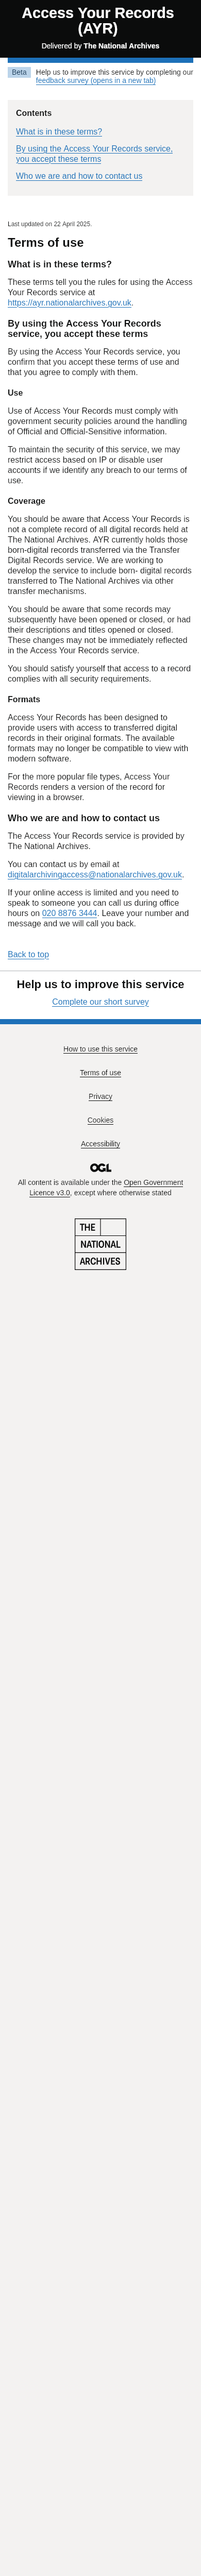 Access Your Records
(AYR)
Delivered by The National Archives
Beta Help us to improve this service by completing our
feedback survey (opens in a new tab)
Contents
What is in these terms?
By using the Access Your Records service,
you accept these terms
Who we are and how to contact us
Last updated on 22 April 2025.
Terms of use
What is in these terms?
These terms tell you the rules for using the Access
Your Records service at
https://ayr.nationalarchives.gov.uk.
By using the Access Your Records
service, you accept these terms
By using the Access Your Records service, you
confirm that you accept these terms of use and
that you agree to comply with them.
Use
Use of Access Your Records must comply with
government security policies around the handling
of Official and Official-Sensitive information.
To maintain the security of this service, we may
restrict access based on IP or disable user
accounts if we identify any breach to our terms of
use.
Coverage
You should be aware that Access Your Records is
not a complete record of all digital records held at
The National Archives. AYR currently holds those
born-digital records transferred via the Transfer
Digital Records service. We are working to
develop the service to include born- digital records
transferred to The National Archives via other
transfer mechanisms.
You should be aware that some records may
subsequently have been opened or closed, or had
their descriptions and titles opened or closed.
These changes may not be immediately reflected
in the Access Your Records service.
You should satisfy yourself that access to a record
complies with all security requirements.
Formats
Access Your Records has been designed to
provide users with access to transferred digital
records in their original formats. The available
formats may no longer be compatible to view with
modern software.
For the more popular file types, Access Your
Records renders a version of the record for
viewing in a browser.
Who we are and how to contact us
The Access Your Records service is provided by
The National Archives.
You can contact us by email at
digitalarchivingaccess@nationalarchives.gov.uk.
If your online access is limited and you need to
speak to someone you can call us during office
hours on 020 8876 3444. Leave your number and
message and we will call you back.
Back to top
Help us to improve this service
Complete our short survey
How to use this service
Terms of use
Privacy
Cookies
Accessibility
OGL
All content is available under the Open Government
Licence v3.0, except where otherwise stated
THE
NATIONAL
ARCHIVES